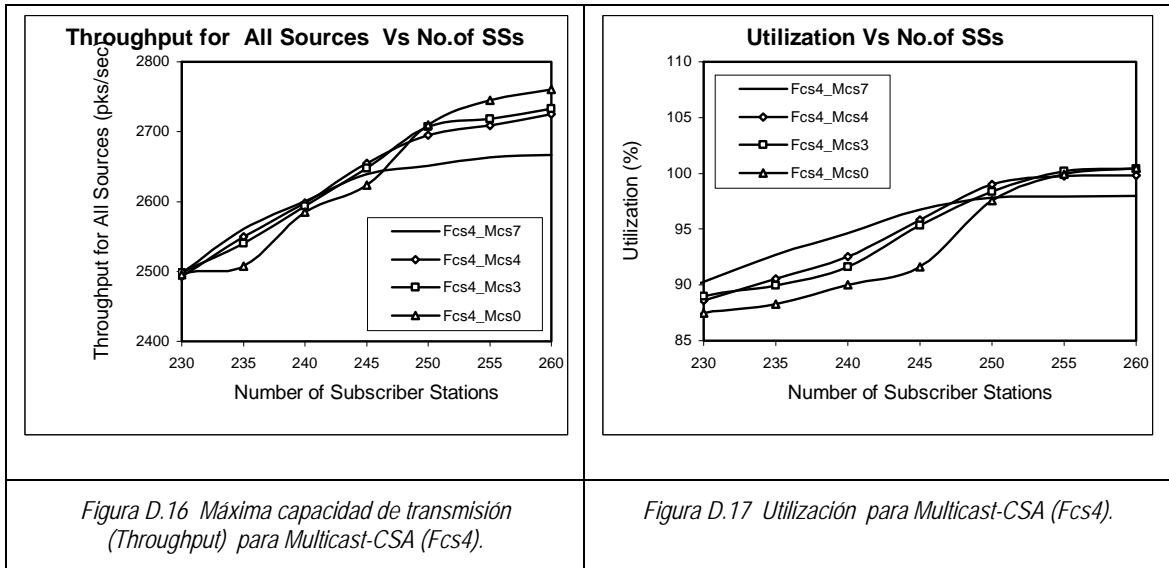 Throughput for All Sources Vs No.of SSs
Throughput for All Sources (pks/sec)
2800
2700
2600
2500
2400
230 235 240 245 250 255 260
Number of Subscriber Stations
Fcs4_Mcs7
Fcs4_Mcs4
Fcs4_Mcs3
Fcs4_Mcs0
Utilization Vs No.of SSs
Utilization (%)
110
105
100
95
90
85
230 235 240 245 250 255 260
Number of Subscriber Stations
Fcs4_Mcs7
Fcs4_Mcs4
Fcs4_Mcs3
Fcs4_Mcs0
Figura D.16 Máxima capacidad de transmisión
(Throughput) para Multicast-CSA (Fcs4).
Figura D.17 Utilización para Multicast-CSA (Fcs4).